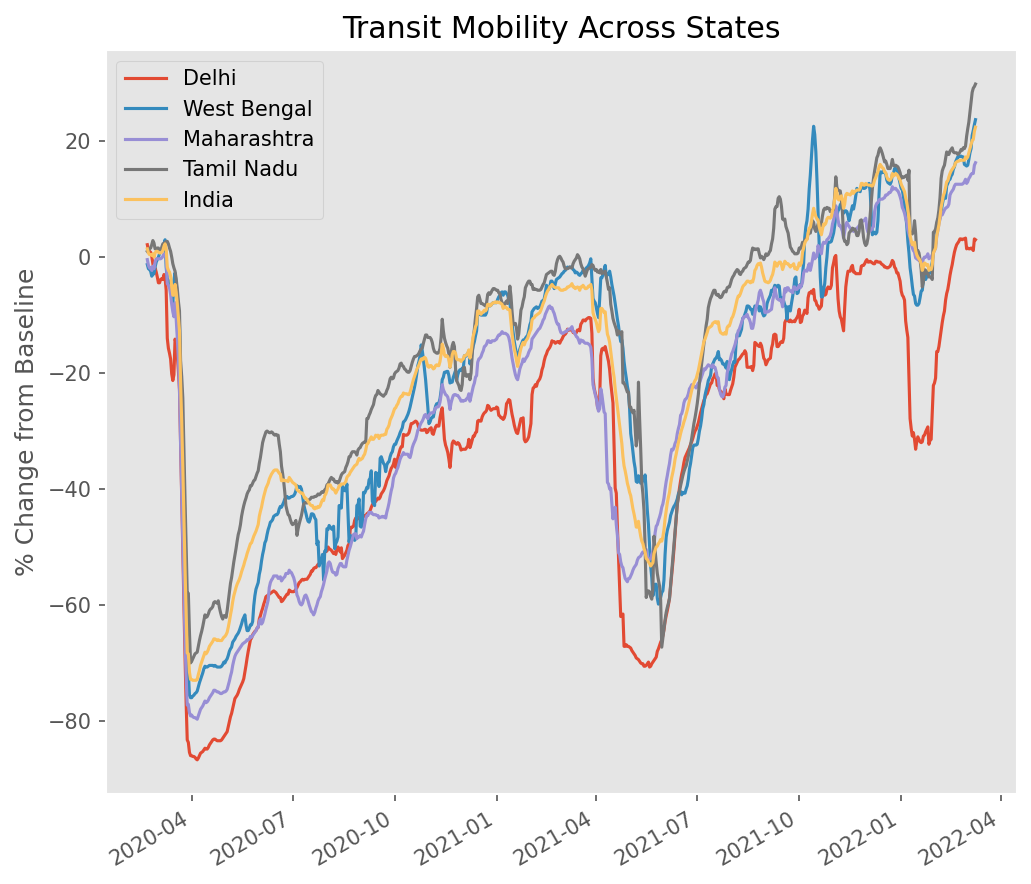 Transit Mobility Across States
Delhi
West Bengal
Maharashtra
Tamil Nadu
India
% Change from Baseline
20
0
−20
−40
−60
−80
2020-04
2020-07
2020-10
2021-01
2021-04
2021-07
2021-10
2022-01
2022-04